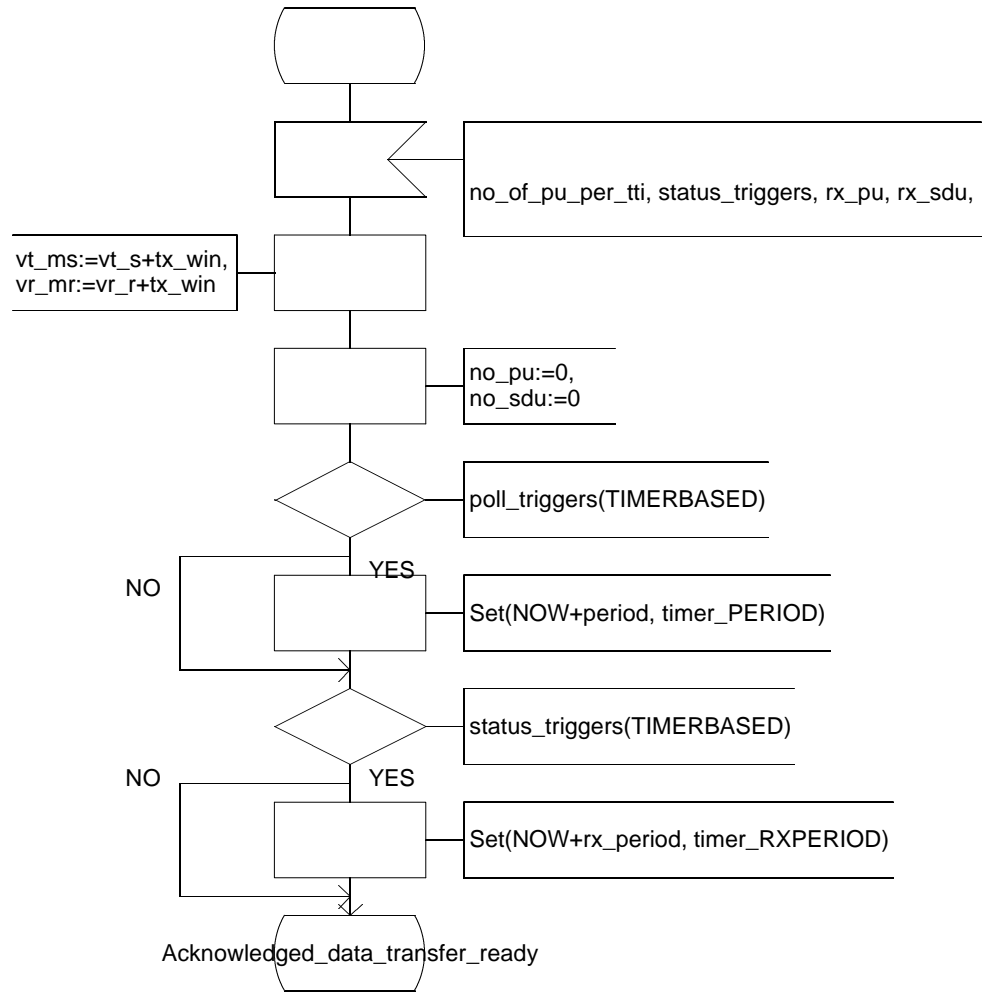 no_of_pu_per_tti, status_triggers, rx_pu, rx_sdu,
vt_ms:=vt_s+tx_win,
vr_mr:=vr_r+tx_win
no_pu:=0,
no_sdu:=0
poll_triggers(TIMERBASED)
YES
NO
Set(NOW+period, timer_PERIOD)
status_triggers(TIMERBASED)
NO
YES
Set(NOW+rx_period, timer_RXPERIOD)
Acknowledged_data_transfer_ready